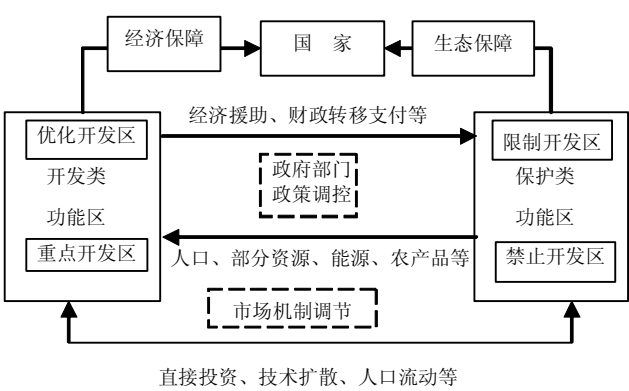 经济保障
国 家
生态保障
经济援助、财政转移支付等
优化开发区
限制开发区
政府部门
政策调控
开发类
保护类
功能区
功能区
重点开发区
人口、部分资源、能源、农产品等
禁止开发区
市场机制调节
直接投资、技术扩散、人口流动等